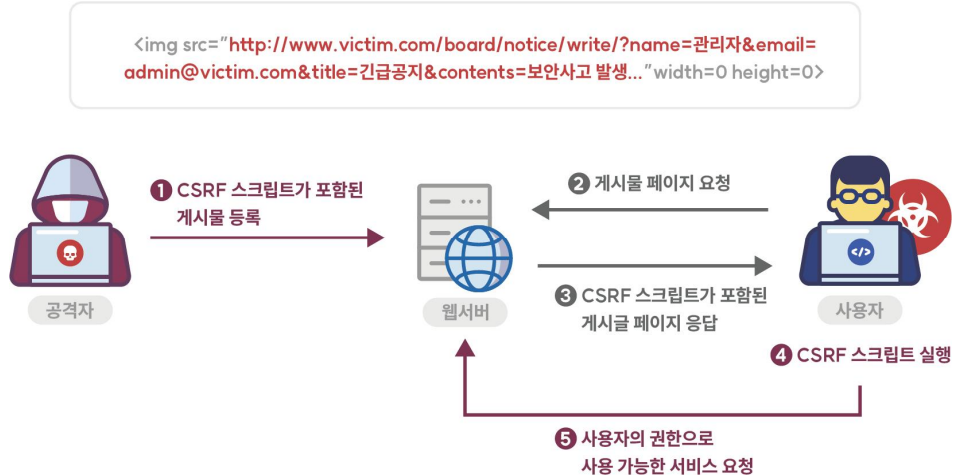 <img src="http://www.victim.com/board/notice/write/?name=관리자&email=
admin@victim.com&title=긴급공지&contents=보안사고 발생..."width=0 height=0>
1 CSRF 스크립트가 포함된
게시물 등록
2 게시물 페이지 요청
</>
공격자
웹서버
3 CSRF 스크립트가 포함된
게시글 페이지 응답
사용자
4 CSRF 스크립트 실행
5 사용자의 권한으로
사용 가능한 서비스 요청